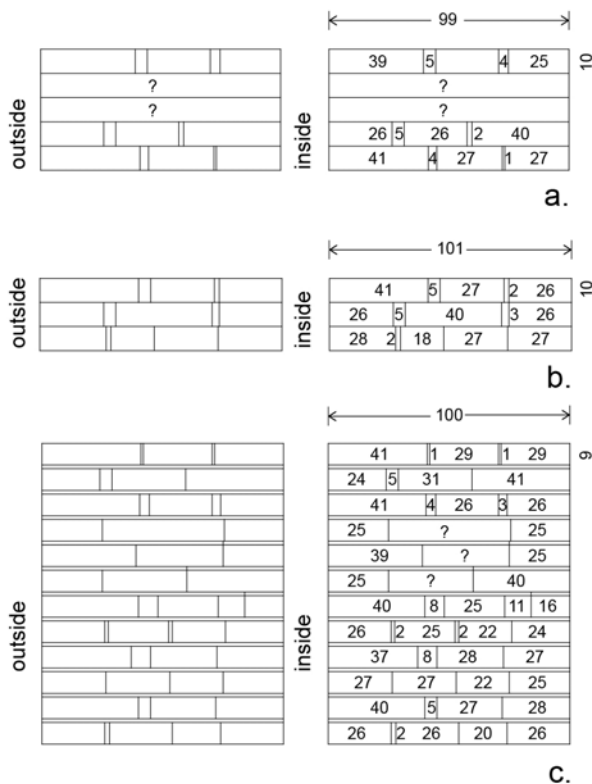 99
39 5 4 25
10
?
?
?
?
26 5 26 2 40
41 4 27 1 27
outside
inside
a.
101
41 5 27 2 26
10
26 5 40 3 26
28 2 18 27 27
outside
inside
b.
100
41 1 29 1 29
9
24 5 31 41
41 4 26 3 26
25 ? 25
39 ? 25
25 ? 40
40 8 25 11 16
26 2 25 2 22 24
37 8 28 27
27 27 22 25
40 5 27 28
26 2 26 20 26
outside
inside
c.